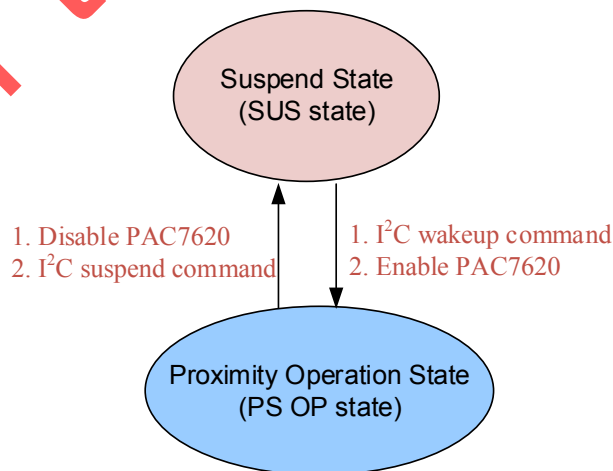 Suspend State
(SUS state)
1. Disable PAC7620
2. I²C suspend command
1. I²C wakeup command
2. Enable PAC7620
Proximity Operation State
(PS OP state)